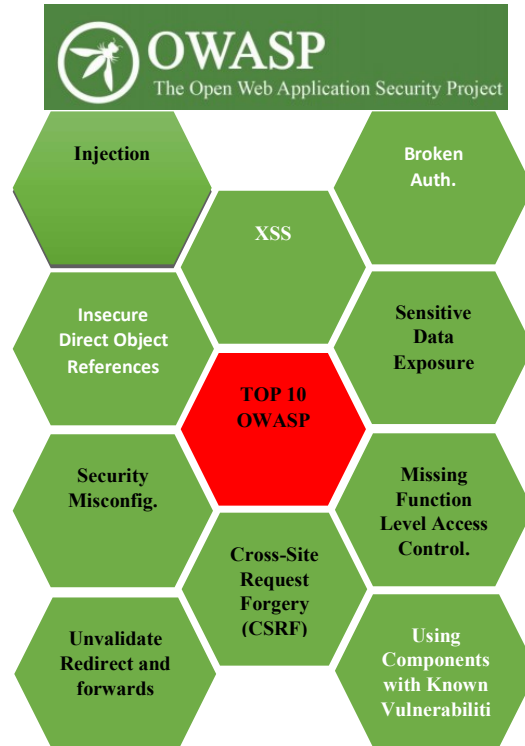 OWASP
The Open Web Application Security Project
Injection
Broken
Auth.
XSS
Insecure
Direct Object
References
Sensitive
Data
Exposure
TOP 10
OWASP
Security
Misconfig.
Missing
Function
Level Access
Control.
Cross-Site
Request
Forgery
(CSRF)
Unvalidate
Redirect and
forwards
Using
Components
with Known
Vulnerabiliti